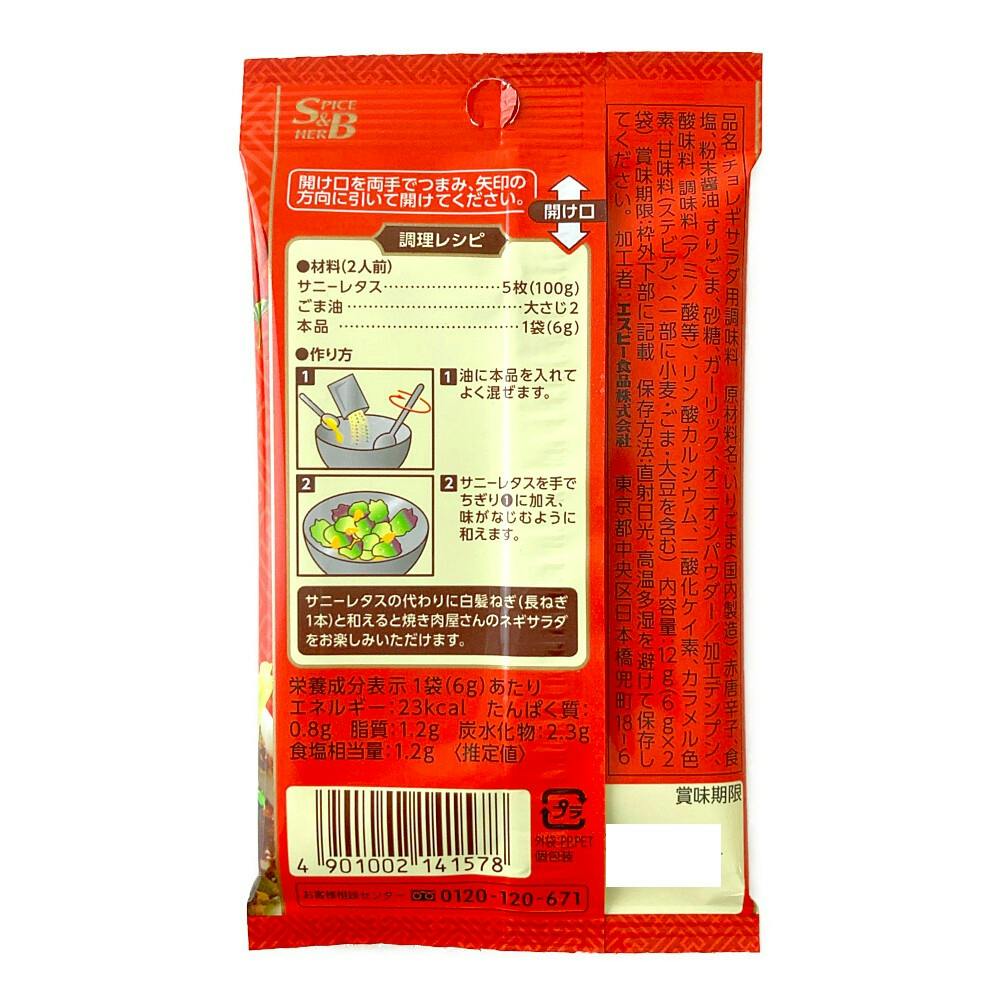 SPICE
&
HERB
開け口を両手でつまみ、矢印の
方向に引いて開けてください。
開け口
調理レシピ
●材料(2人前)
サニーレタス……………………5枚(100g)
ごま油……………………………大さじ2
本品……………………………1袋(6g)
●作り方
1
1 油に本品を入れて
よく混ぜます。
2
2 サニーレタスを手で
ちぎり❶に加え、
味がなじむように
和えます。
サニーレタスの代わりに白髪ねぎ(長ねぎ
1本)と和えると焼き肉屋さんのネギサラダ
をお楽しみいただけます。
栄養成分表示 1袋(6g)あたり
エネルギー:23kcal たんぱく質:
0.8g 脂質:1.2g 炭水化物:2.3g
食塩相当量:1.2g 〈推定値〉
4 901002 141578
プラ
外袋:PP,PET
個包装
お客様相談センター 0120-120-671
品名:チョレギサラダ用調味料 原材料名:いりごま(国内製造)、赤唐辛子、食
塩、粉末醤油、すりごま、砂糖、ガーリック、オニオンパウダー/加工デンプン、
酸味料、調味料(アミノ酸等)、リン酸カルシウム、二酸化ケイ素、カラメル色
素、甘味料(ステビア)、(一部に小麦・ごま・大豆を含む) 内容量:12g(6g×2
袋) 賞味期限:枠外下部に記載 保存方法:直射日光、高温多湿を避けて保存し
てください。 加工者:エスビー食品株式会社 東京都中央区日本橋兜町18-6
賞味期限